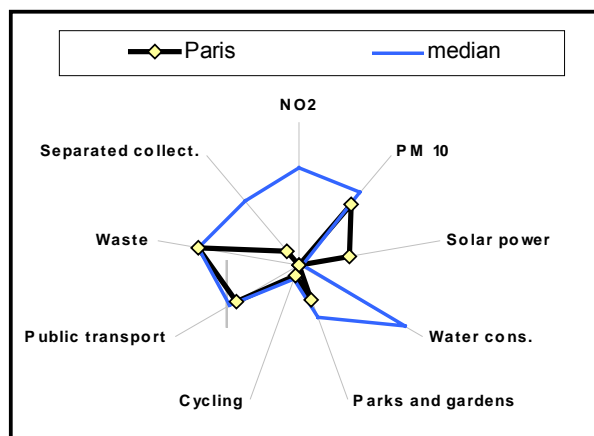 Paris median
NO2
Separated collect. PM 10
Waste Solar power
Public transport Water cons.
Cycling Parks and gardens